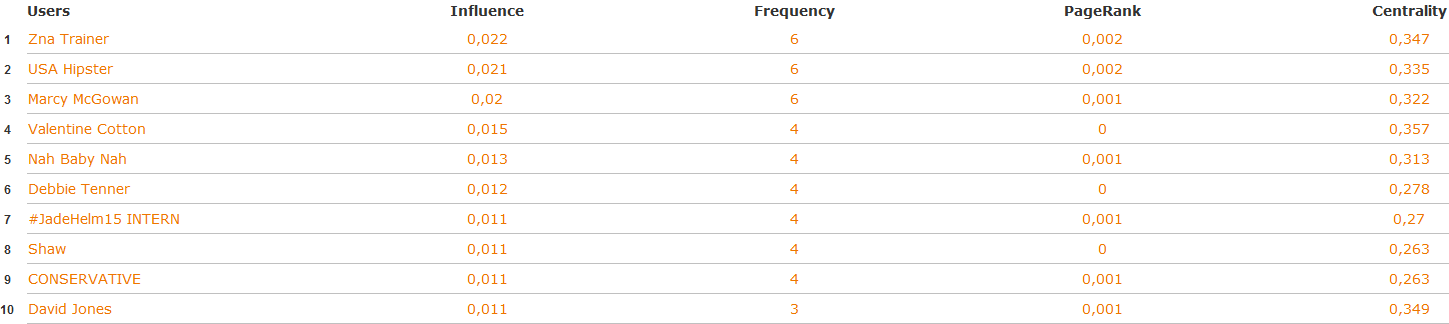 Users Influence Frequency PageRank Centrality
1 Zna Trainer 0,022 6 0,002 0,347
2 USA Hipster 0,021 6 0,002 0,335
3 Marcy McGowan 0,02 6 0,001 0,322
4 Valentine Cotton 0,015 4 0 0,357
5 Nah Baby Nah 0,013 4 0,001 0,313
6 Debbie Tenner 0,012 4 0 0,278
7 #JadeHelm15 INTERN 0,011 4 0,001 0,27
8 Shaw 0,011 4 0 0,263
9 CONSERVATIVE 0,011 4 0,001 0,263
10 David Jones 0,011 3 0,001 0,349